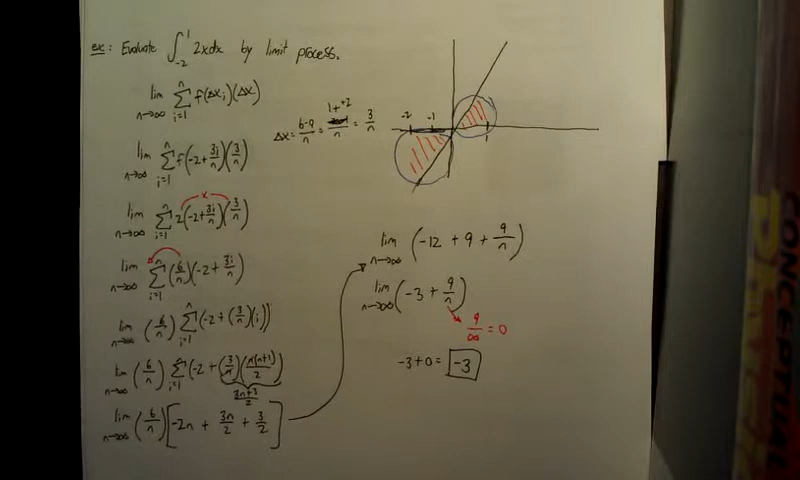 ex: Evaluate ∫_{-2}^{1} 2xdx by limit process.
lim_{n→∞} Σ_{i=1}^{n} f(Δx_i)(Δx)
Δx = b-a/n = 1+ +2/n = 3/n
lim_{n→∞} Σ_{i=1}^{n} f(-2+3i/n)(3/n)
x
lim_{n→∞} Σ_{i=1}^{n} 2(-2+3i/n)(3/n)
lim_{n→∞} Σ_{i=1}^{n} (6/n)(-2+3i/n)
lim_{n→∞} (6/n) Σ_{i=1}^{n} (-2+(3/n)(i))
lim_{n→∞} (6/n) Σ_{i=1}^{n} (-2+(3/n)(n(n+1)/2)
3n+3/2
lim_{n→∞} (6/n)[-2n + 3n/2 + 3/2]
-2 -1 1
lim_{n→∞} (-12 + 9 + 9/n)
lim_{n→∞} (-3 + 9/n)
9/∞ = 0
-3+0= -3
CONCEPTUAL